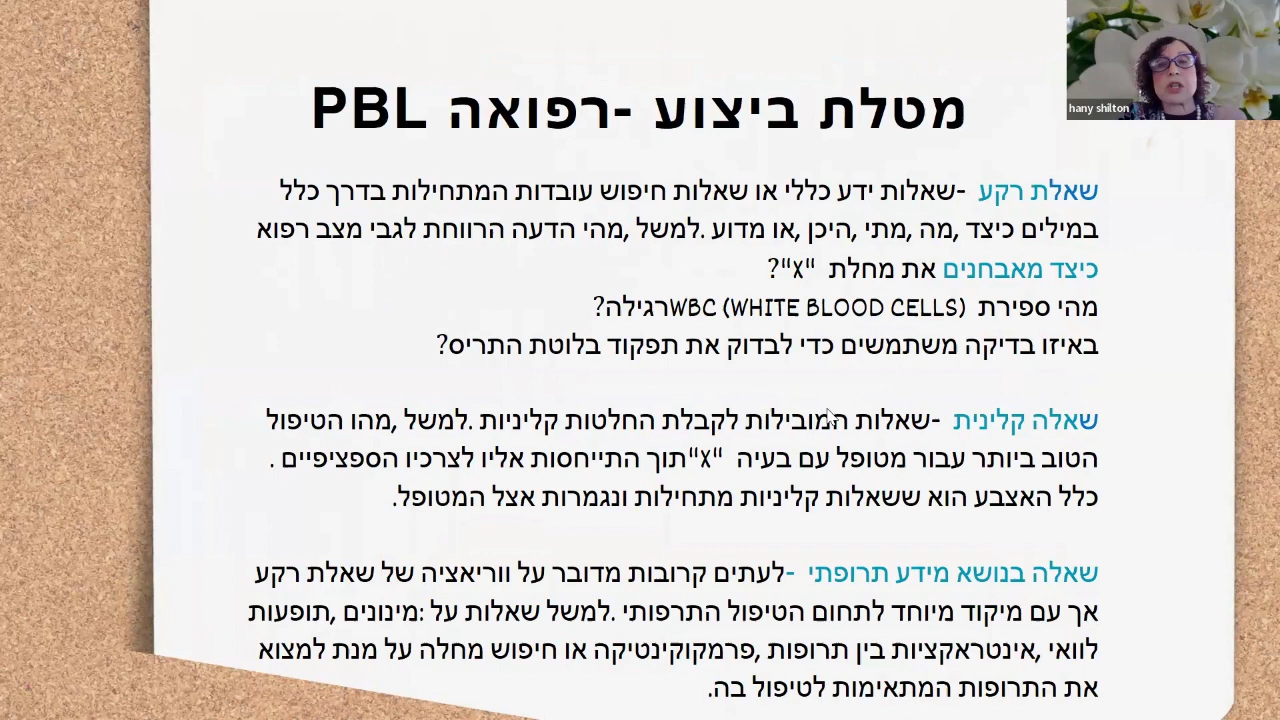 hany shilton
מטלת ביצוע -רפואה PBL
שאלת רקע -שאלות ידע כללי או שאלות חיפוש עובדות המתחילות בדרך כלל
במילים כיצד ,מה ,מתי ,היכן ,או מדוע .למשל ,מהי הדעה הרווחת לגבי מצב רפוא
כיצד מאבחנים את מחלת "X"?
מהי ספירת WBC (WHITE BLOOD CELLS)רגילה?
באיזו בדיקה משתמשים כדי לבדוק את תפקוד בלוטת התריס?
שאלה קלינית -שאלות המובילות לקבלת החלטות קליניות .למשל ,מהו הטיפול
הטוב ביותר עבור מטופל עם בעיה "X"תוך התייחסות אליו לצרכיו הספציפיים .
כלל האצבע הוא ששאלות קליניות מתחילות ונגמרות אצל המטופל.
שאלה בנושא מידע תרופתי -לעתים קרובות מדובר על ווריאציה של שאלת רקע
אך עם מיקוד מיוחד לתחום הטיפול התרפותי .למשל שאלות על :מינונים ,תופעות
לוואי ,אינטראקציות בין תרופות ,פרמקוקינטיקה או חיפוש מחלה על מנת למצוא
את התרופות המתאימות לטיפול בה.